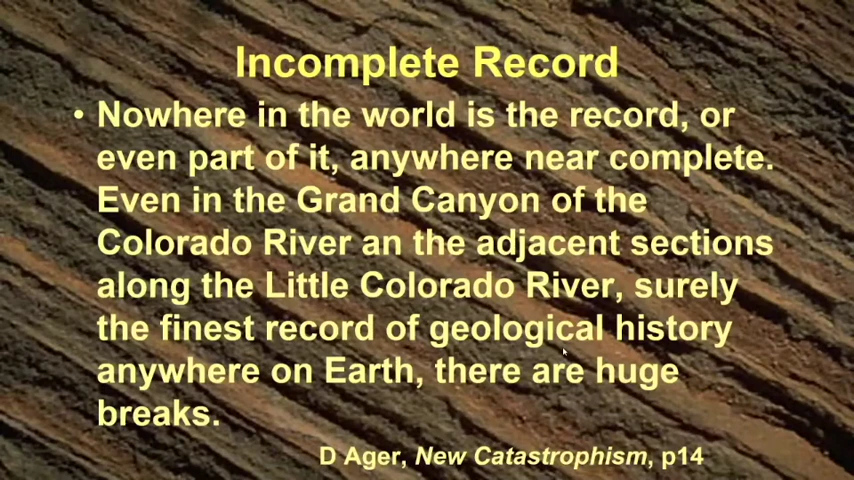 Incomplete Record
• Nowhere in the world is the record, or
even part of it, anywhere near complete.
Even in the Grand Canyon of the
Colorado River an the adjacent sections
along the Little Colorado River, surely
the finest record of geological history
anywhere on Earth, there are huge
breaks.
D Ager, New Catastrophism, p14